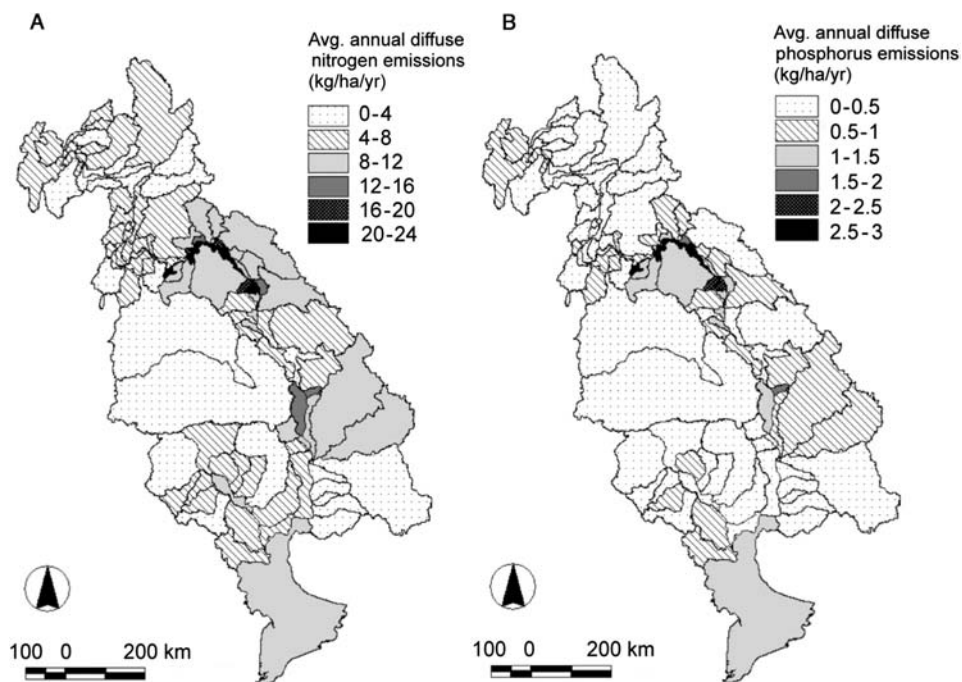 A
Avg. annual diffuse
nitrogen emissions
(kg/ha/yr)
0-4
4-8
8-12
12-16
16-20
20-24
100 0 200 km
B
Avg. annual diffuse
phosphorus emissions
(kg/ha/yr)
0-0.5
0.5-1
1-1.5
1.5-2
2-2.5
2.5-3
100 0 200 km